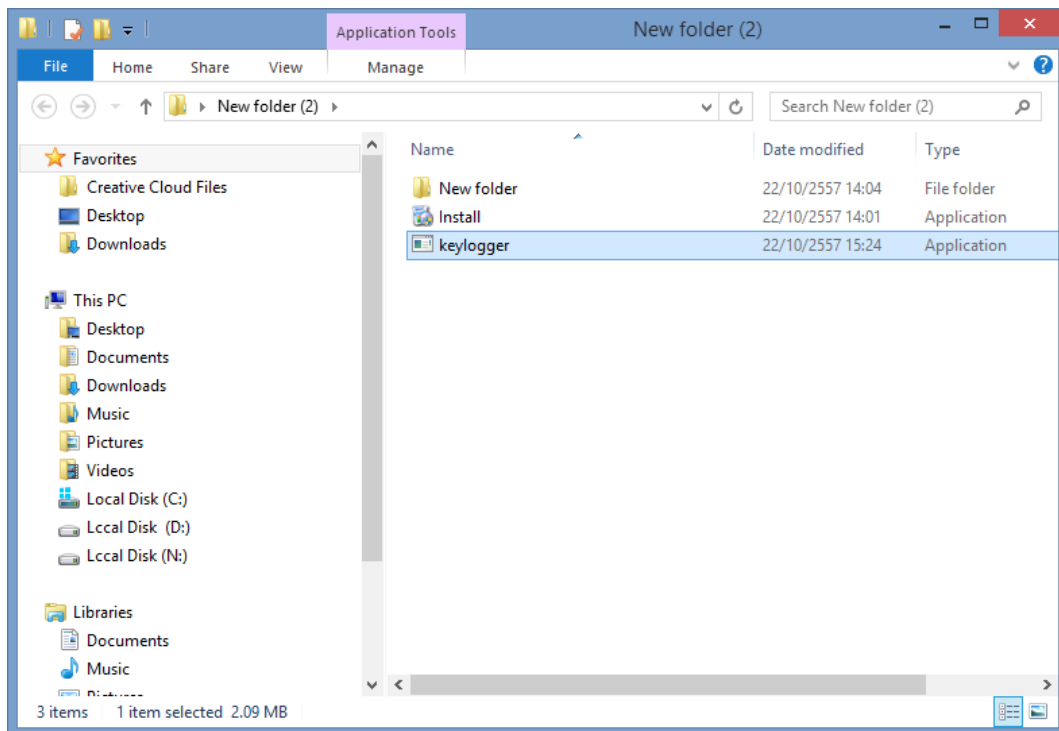 Application Tools
New folder (2)
File Home Share View Manage
New folder (2)
Search New folder (2)
Name Date modified Type
Favorites
Creative Cloud Files
Desktop
Downloads
This PC
Desktop
Documents
Downloads
Music
Pictures
Videos
Local Disk (C:)
Lccal Disk (D:)
Lccal Disk (N:)
Libraries
Documents
Music
New folder 22/10/2557 14:04 File folder
Install 22/10/2557 14:01 Application
keylogger 22/10/2557 15:24 Application
3 items 1 item selected 2.09 MB